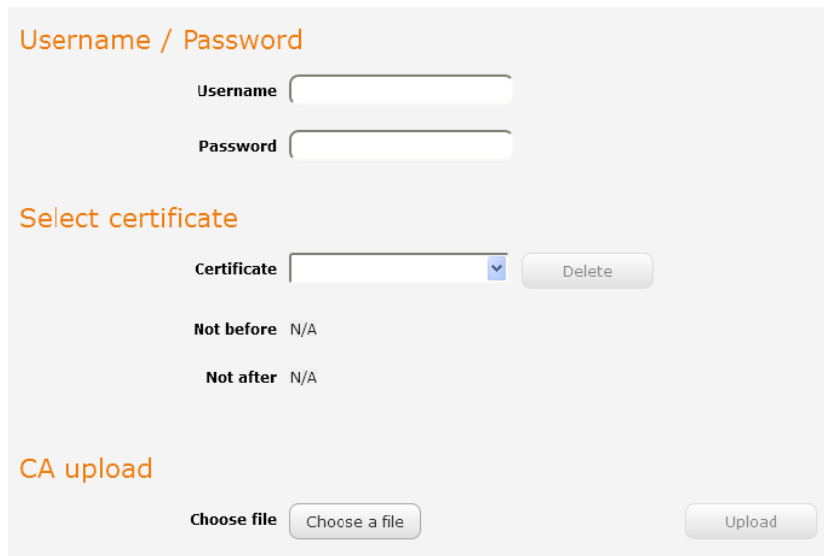 Username / Password
Username
Password
Select certificate
Certificate Delete
Not before N/A
Not after N/A
CA upload
Choose file Choose a file Upload